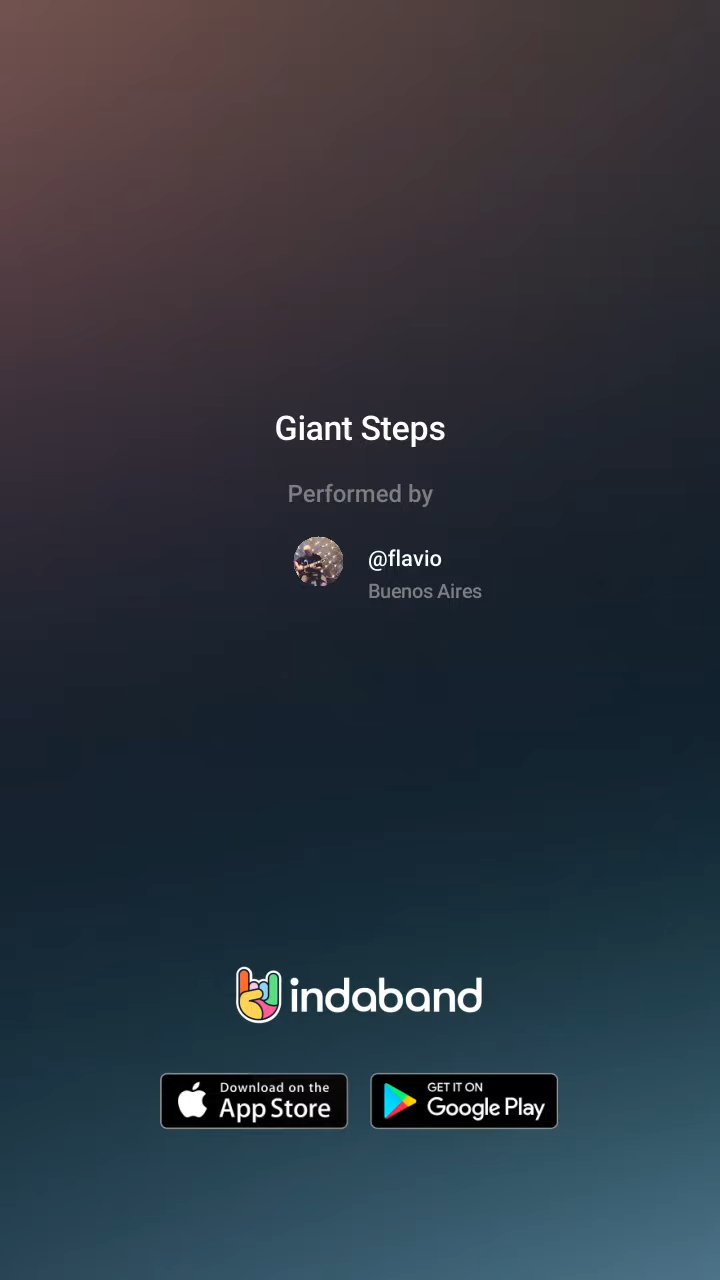 Giant Steps
Performed by
@flavio
Buenos Aires
indaband
Download on the
App Store
GET IT ON
Google Play